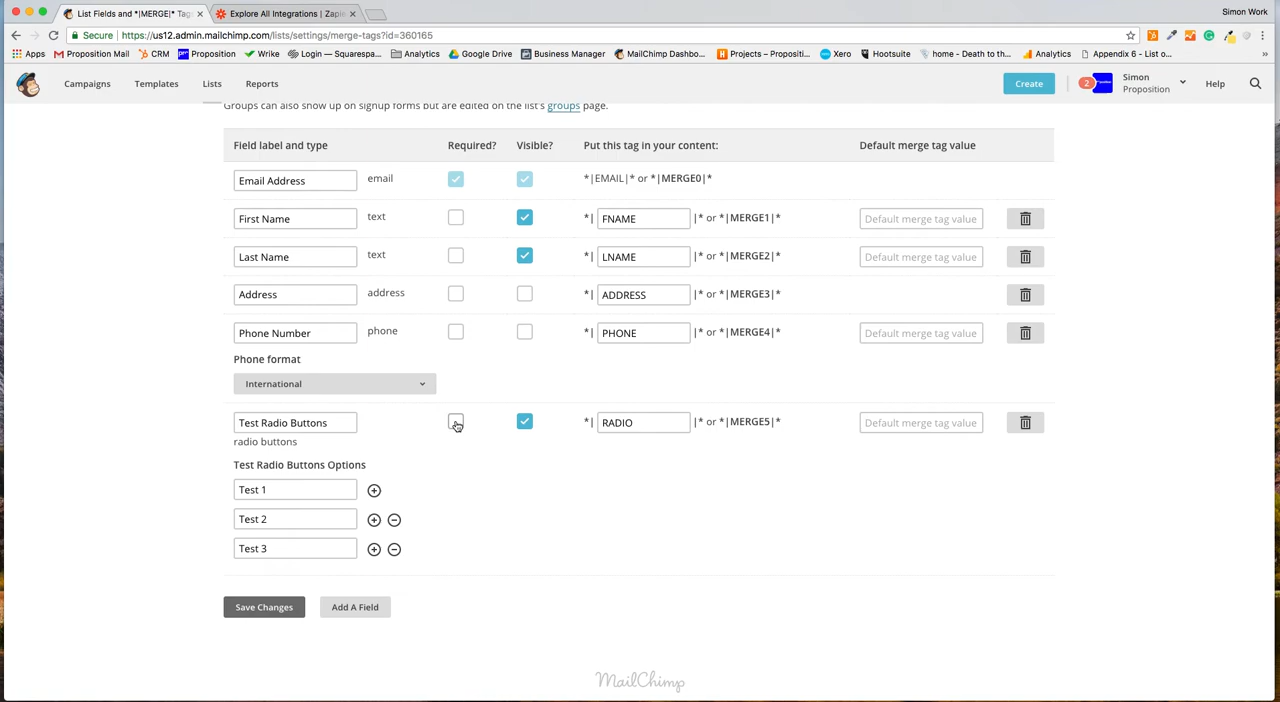 List Fields and *|MERGE|* Tag
Explore All Integrations | Zapie
Simon Work
Secure
https://us12.admin.mailchimp.com/lists/settings/merge-tags?id=360165
Apps
Proposition Mail
CRM
Proposition
Wrike
Login — Squarespa...
Analytics
Google Drive
Business Manager
MailChimp Dashbo...
Projects – Propositi...
Xero
Hootsuite
home - Death to th...
Analytics
Appendix 6 - List o...
Campaigns
Templates
Lists
Reports
Create
2
Simon
Proposition
Help
Groups can also show up on signup forms but are edited on the list's groups page.
Field label and type
Required?
Visible?
Put this tag in your content:
Default merge tag value
Email Address
email
*|EMAIL|* or *|MERGE0|*
First Name
text
*| FNAME |* or *|MERGE1|*
Default merge tag value
Last Name
text
*| LNAME |* or *|MERGE2|*
Default merge tag value
Address
address
*| ADDRESS |* or *|MERGE3|*
Phone Number
phone
*| PHONE |* or *|MERGE4|*
Default merge tag value
Phone format
International
Test Radio Buttons
*| RADIO |* or *|MERGE5|*
Default merge tag value
radio buttons
Test Radio Buttons Options
Test 1
Test 2
Test 3
Save Changes
Add A Field
MailChimp